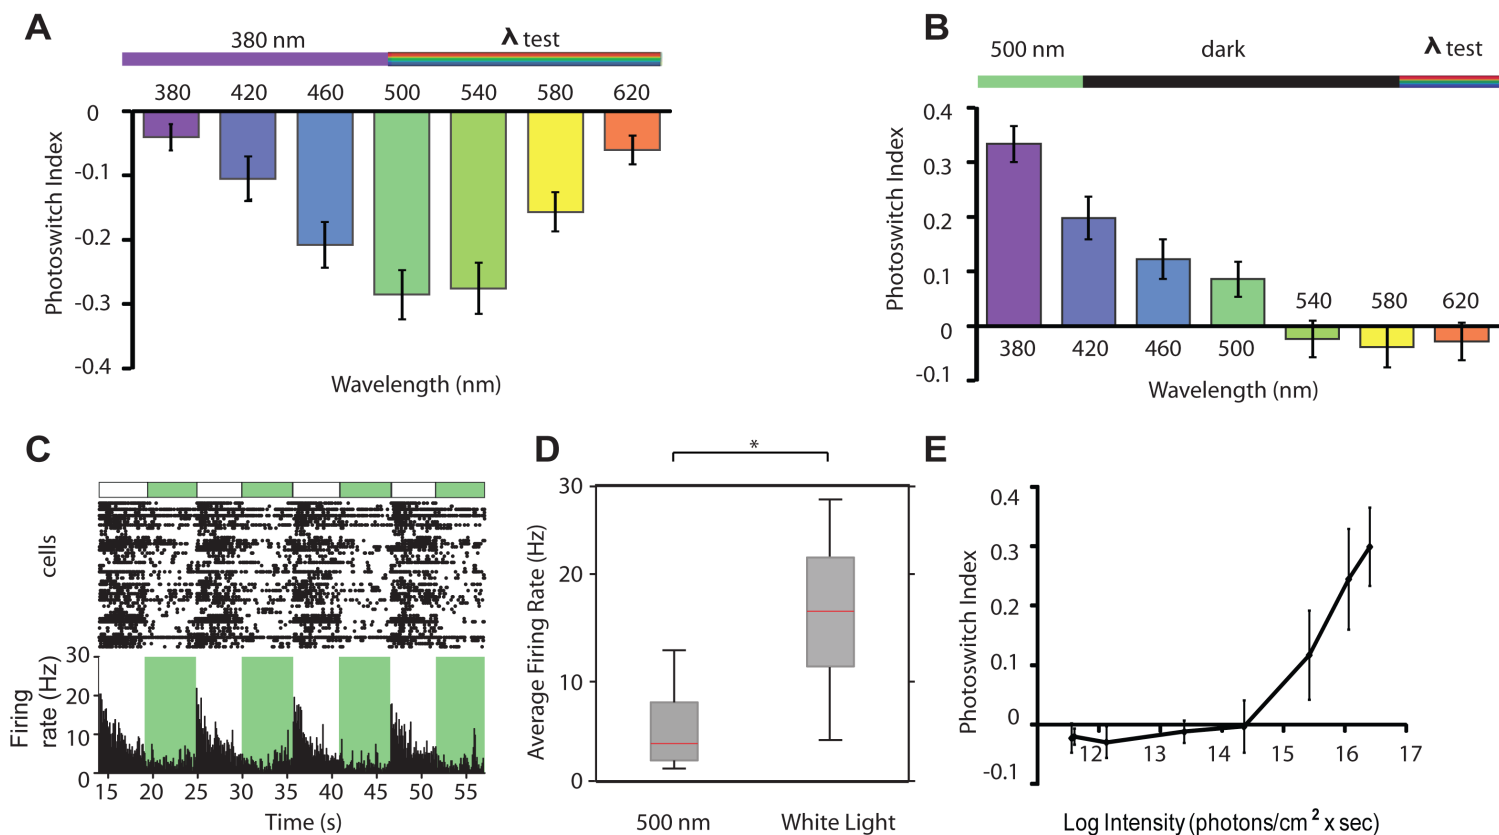 A
380 nm
λ test
380 420 460 500 540 580 620
0
-0.1
-0.2
-0.3
-0.4
Photoswitch Index
Wavelength (nm)
B
500 nm
dark
λ test
0.4
0.3
0.2
0.1
0
-0.1
Photoswitch Index
540 580 620
380 420 460 500
Wavelength (nm)
C
cells
30
20
10
0
Firing
rate (Hz)
15 20 25 30 35 40 45 50 55
Time (s)
D
*
30
20
10
0
Average Firing Rate (Hz)
500 nm
White Light
E
0.4
0.3
0.2
0.1
0
-0.1
Photoswitch Index
12 13 14 15 16 17
Log Intensity (photons/cm² x sec)